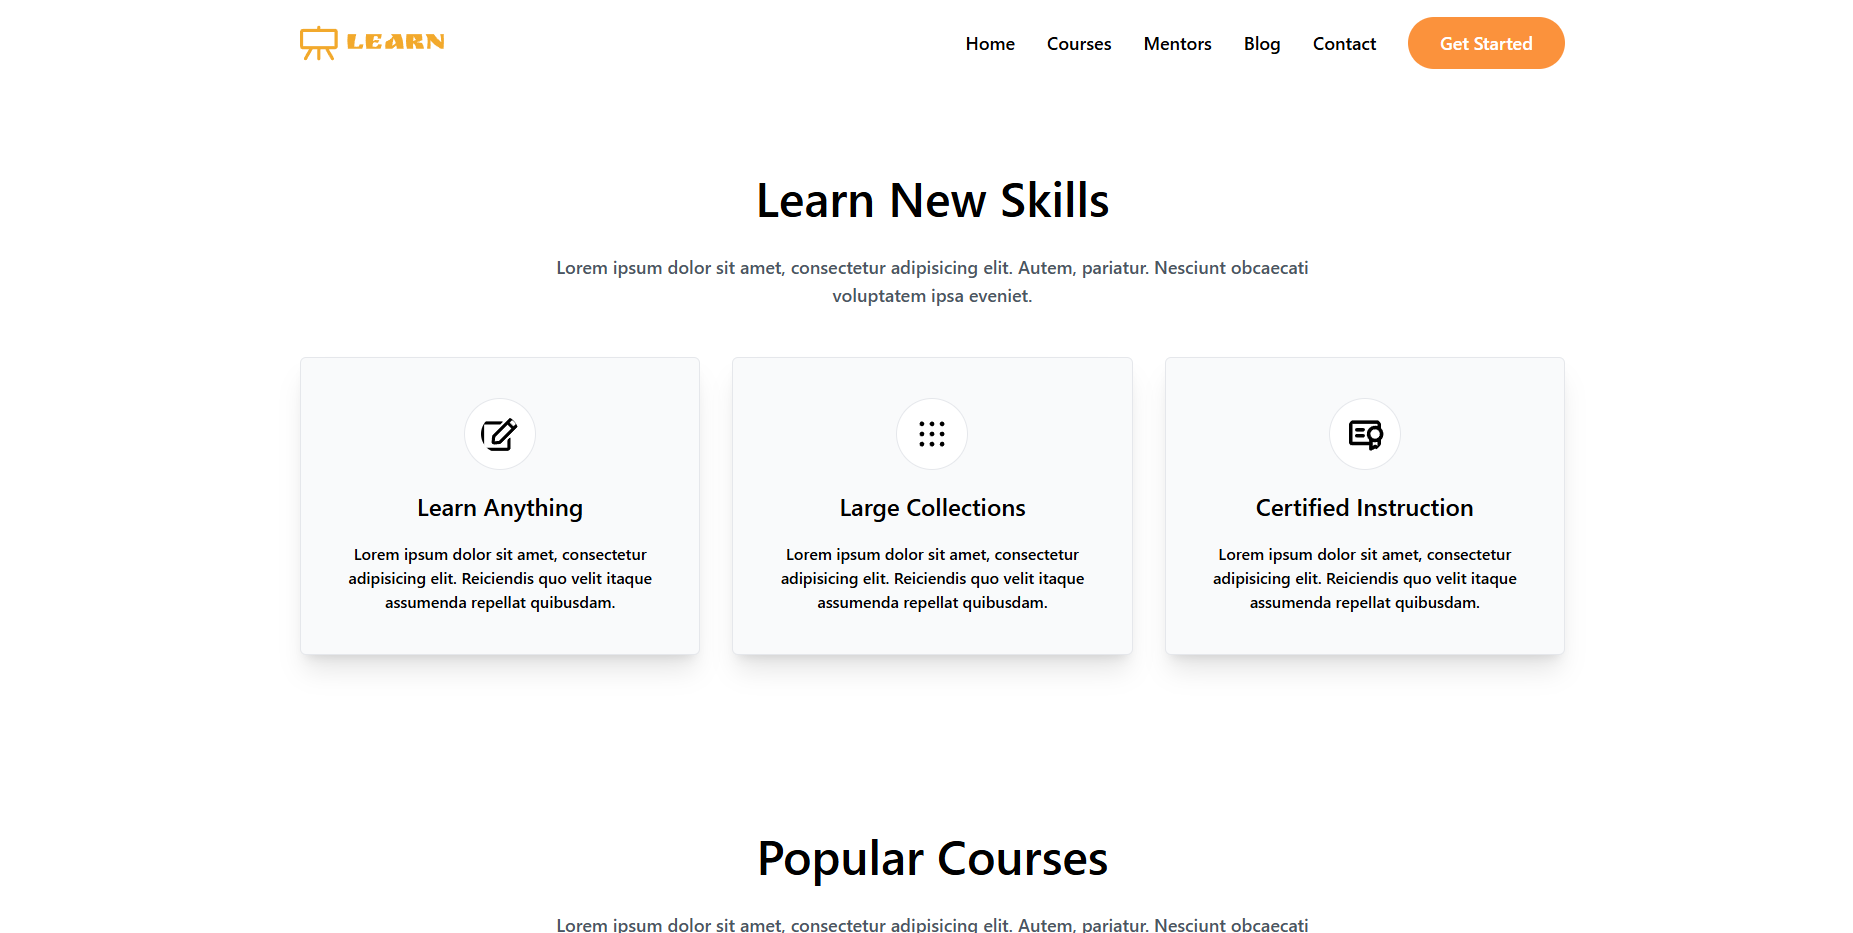 LEARN
Home Courses Mentors Blog Contact Get Started
Learn New Skills
Lorem ipsum dolor sit amet, consectetur adipisicing elit. Autem, pariatur. Nesciunt obcaecati
voluptatem ipsa eveniet.
Learn Anything
Lorem ipsum dolor sit amet, consectetur
adipisicing elit. Reiciendis quo velit itaque
assumenda repellat quibusdam.
Large Collections
Lorem ipsum dolor sit amet, consectetur
adipisicing elit. Reiciendis quo velit itaque
assumenda repellat quibusdam.
Certified Instruction
Lorem ipsum dolor sit amet, consectetur
adipisicing elit. Reiciendis quo velit itaque
assumenda repellat quibusdam.
Popular Courses
Lorem ipsum dolor sit amet, consectetur adipisicing elit. Autem, pariatur. Nesciunt obcaecati